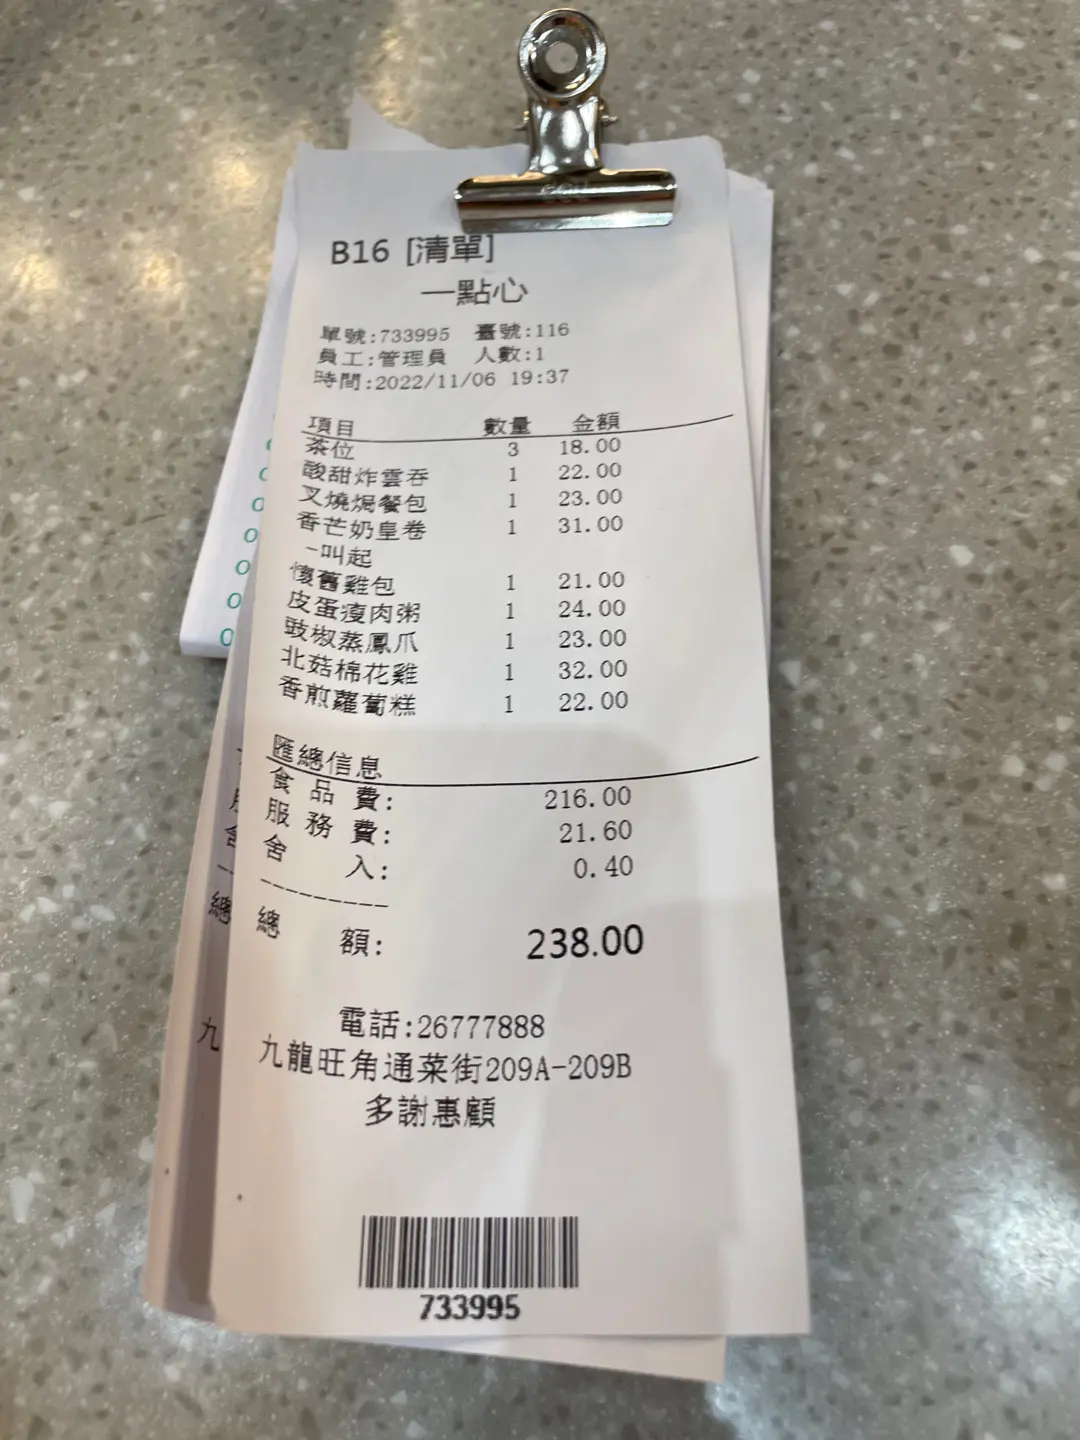 B16 [清單]
一點心
單號:733995 臺號:116
員工:管理員 人數:1
時間:2022/11/06 19:37
項目 數量 金額
茶位 3 18.00
酸甜炸雲吞 1 22.00
叉燒焗餐包 1 23.00
香芒奶皇卷 1 31.00
-叫起
懷舊雞包 1 21.00
皮蛋瘦肉粥 1 24.00
豉椒蒸鳳爪 1 23.00
北菇棉花雞 1 32.00
香煎蘿蔔糕 1 22.00
匯總信息
食品費: 216.00
服務費: 21.60
舍入: 0.40
---------
總額: 238.00
電話:26777888
九龍旺角通菜街209A-209B
多謝惠顧
733995